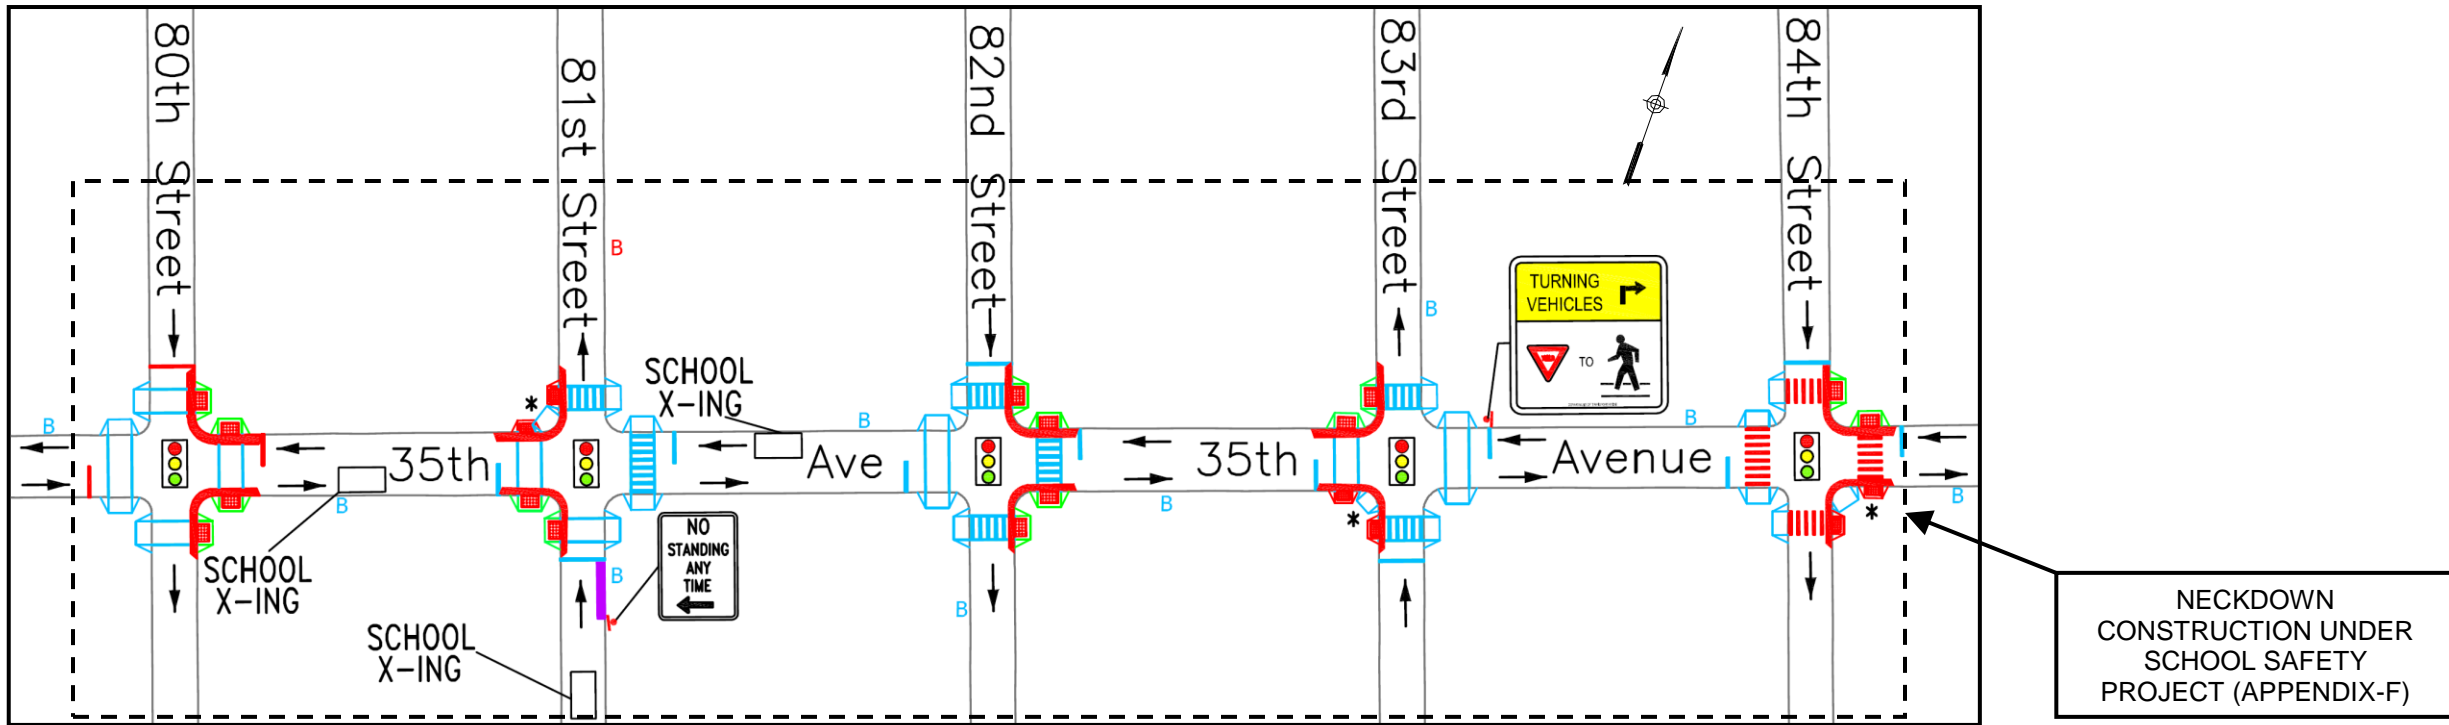 80th Street
81st Street
82nd Street
83rd Street
84th Street
B
TURNING
VEHICLES
TO
B
SCHOOL
X-ING
*
B
B
B
35th
Ave
35th
Avenue
B
B
B
*
*
NO
STANDING
ANY
TIME
B
B
SCHOOL
X-ING
SCHOOL
X-ING
NECKDOWN
CONSTRUCTION UNDER
SCHOOL SAFETY
PROJECT (APPENDIX-F)